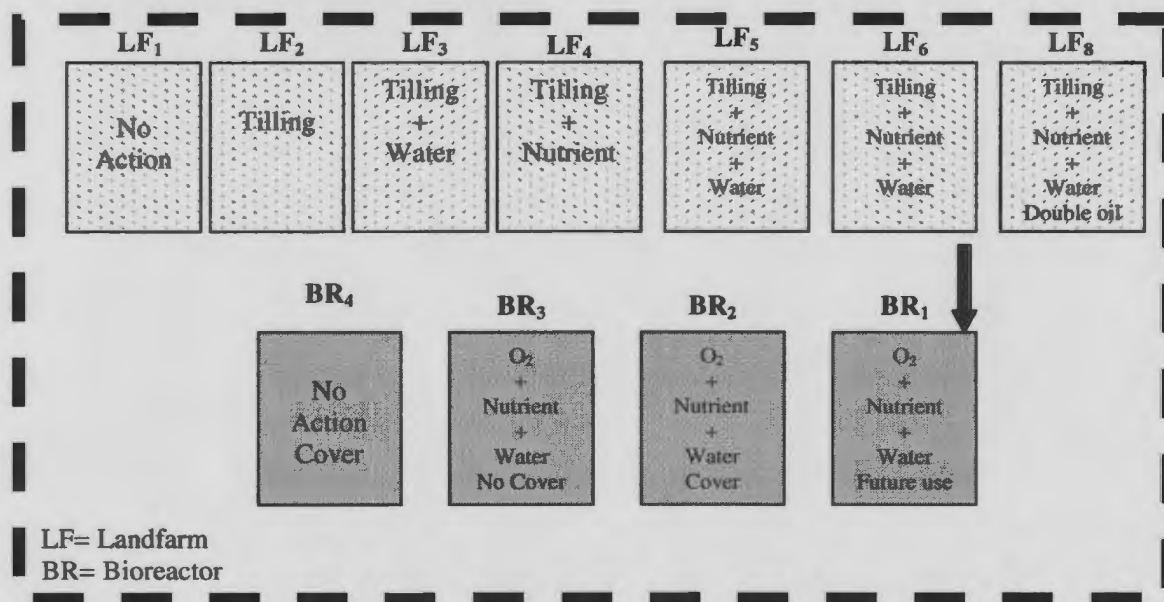 LF₁
No
Action
LF₂
Tilling
LF₃
Tilling
+
Water
LF₄
Tilling
+
Nutrient
LF₅
Tilling
+
Nutrient
+
Water
LF₆
Tilling
+
Nutrient
+
Water
LF₈
Tilling
+
Nutrient
+
Water
Double oil
BR₄
No
Action
Cover
BR₃
O₂
+
Nutrient
+
Water
No Cover
BR₂
O₂
+
Nutrient
+
Water
Cover
BR₁
O₂
+
Nutrient
+
Water
Future use
LF= Landfarm
BR= Bioreactor